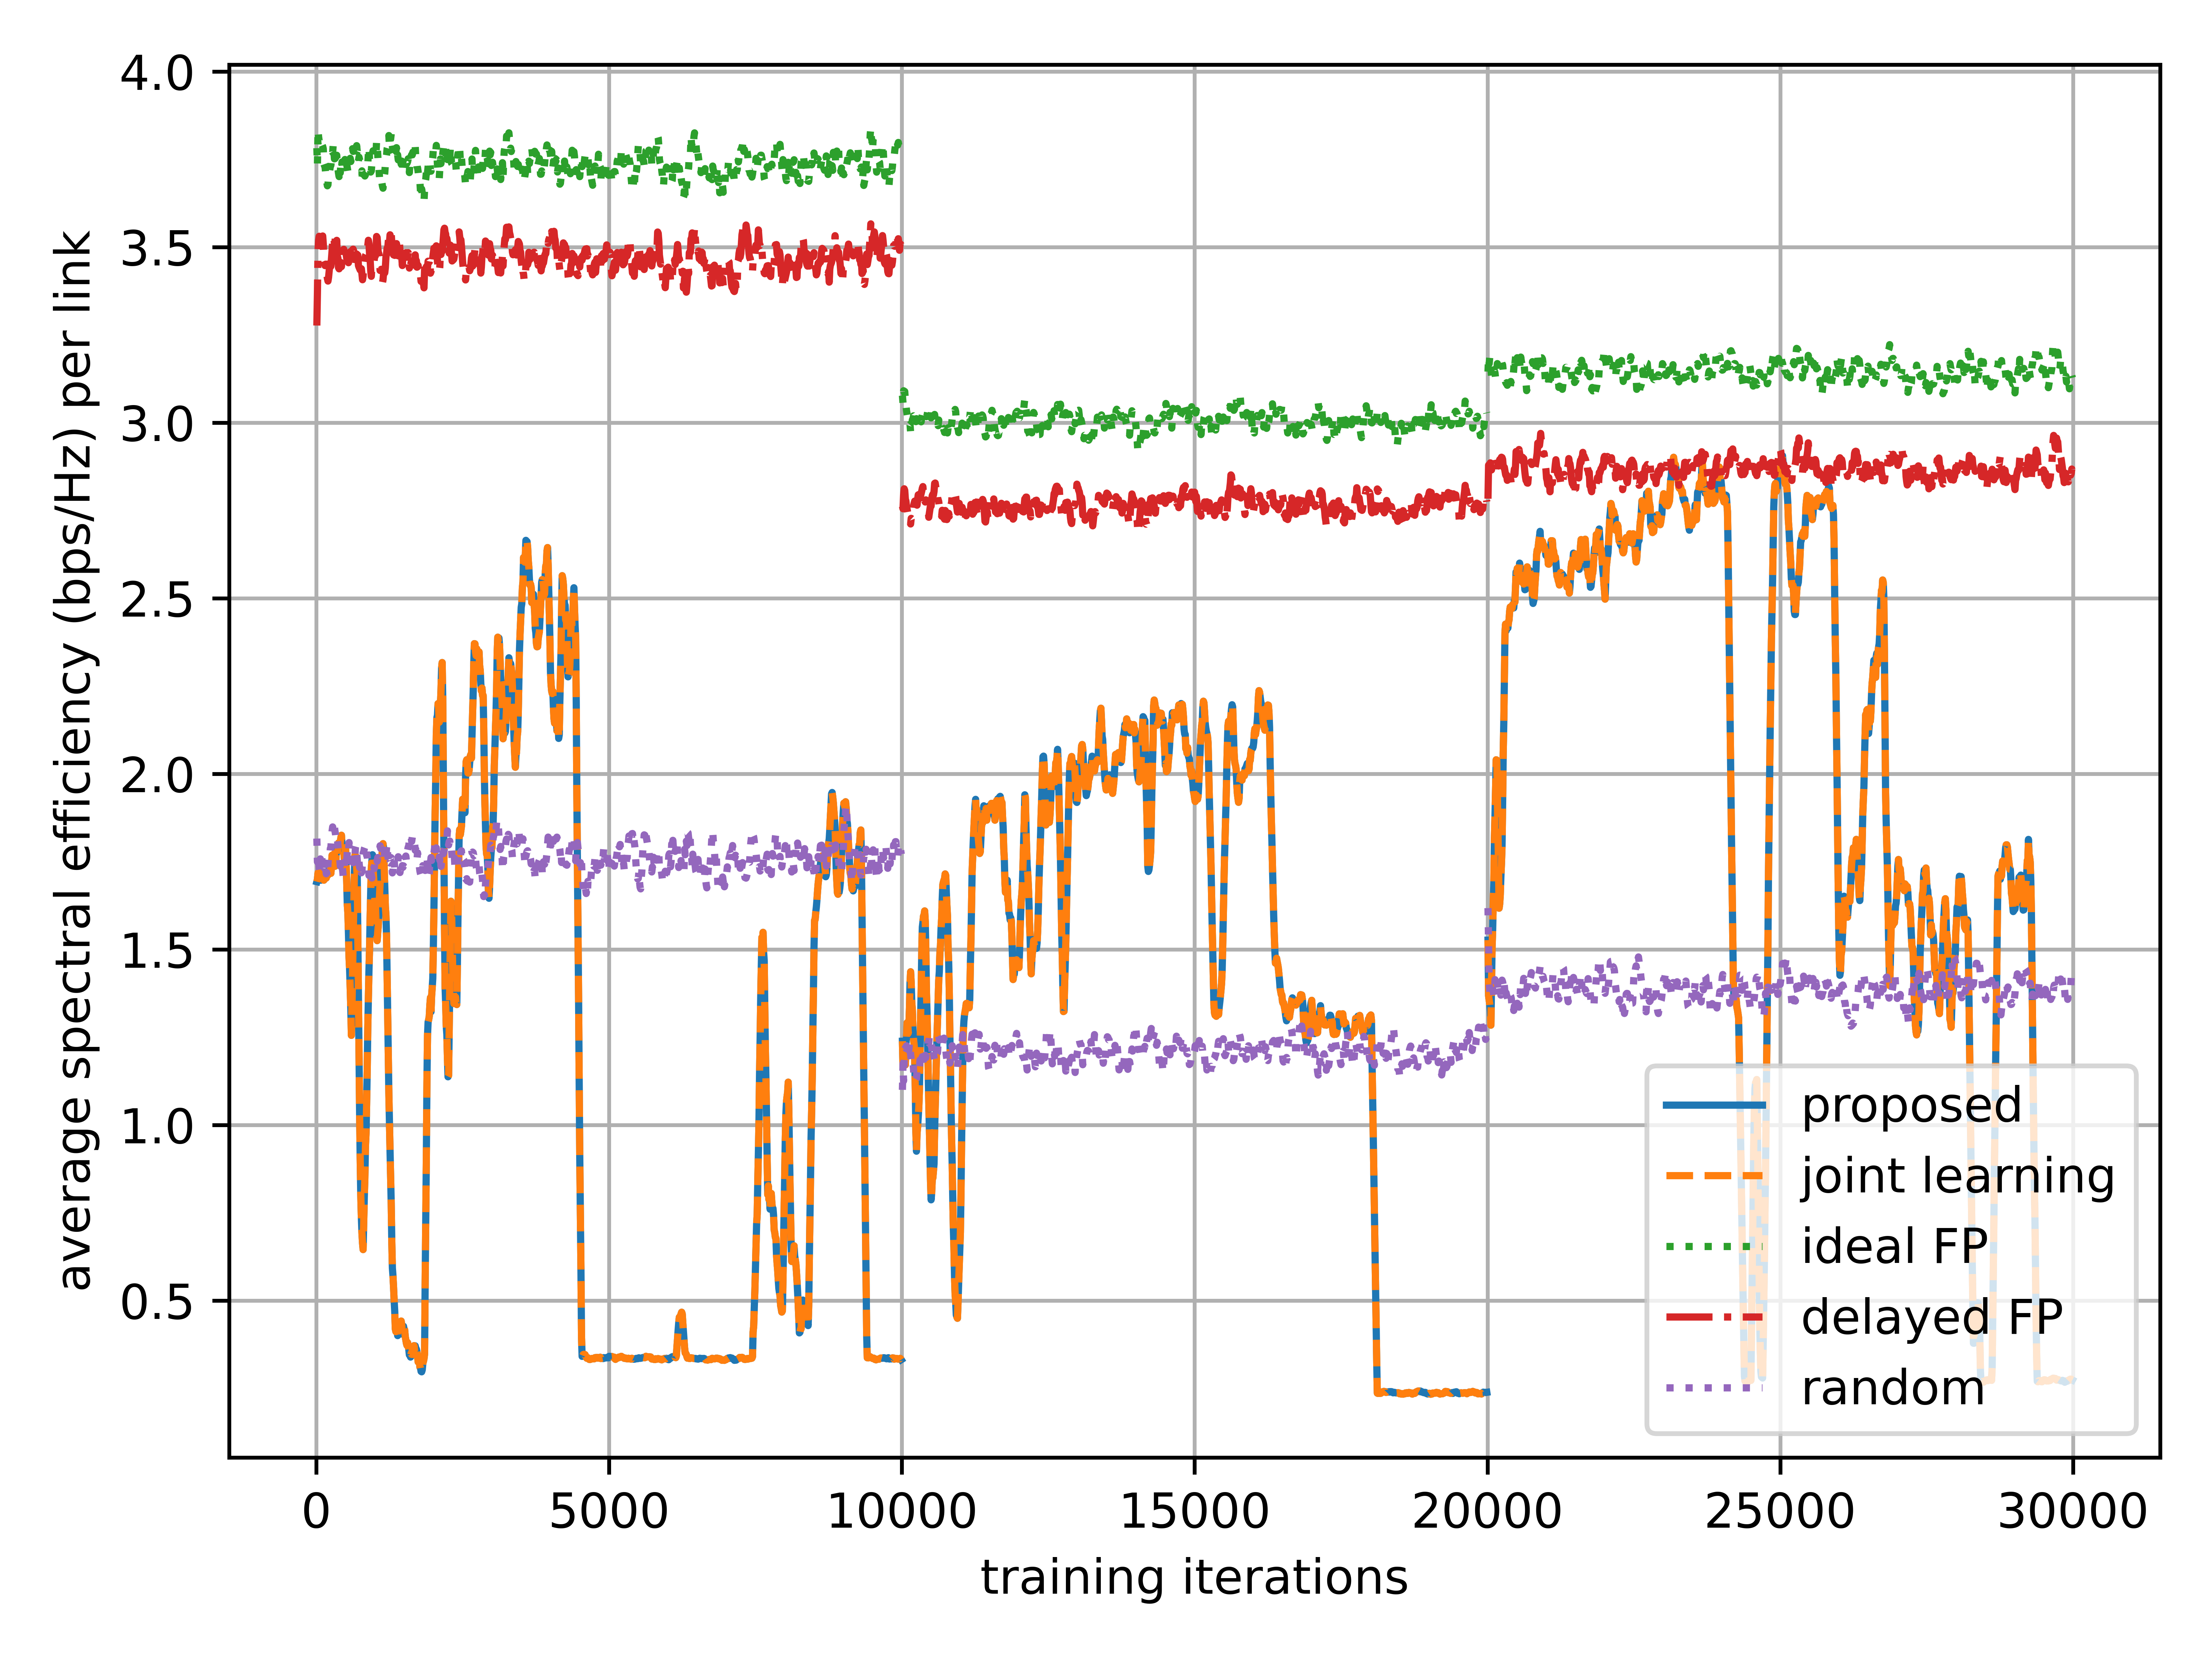 average spectral efficiency (bps/Hz) per link
4.0
3.5
3.0
2.5
2.0
1.5
1.0
0.5
proposed
joint learning
ideal FP
delayed FP
random
0 5000 10000 15000 20000 25000 30000
training iterations